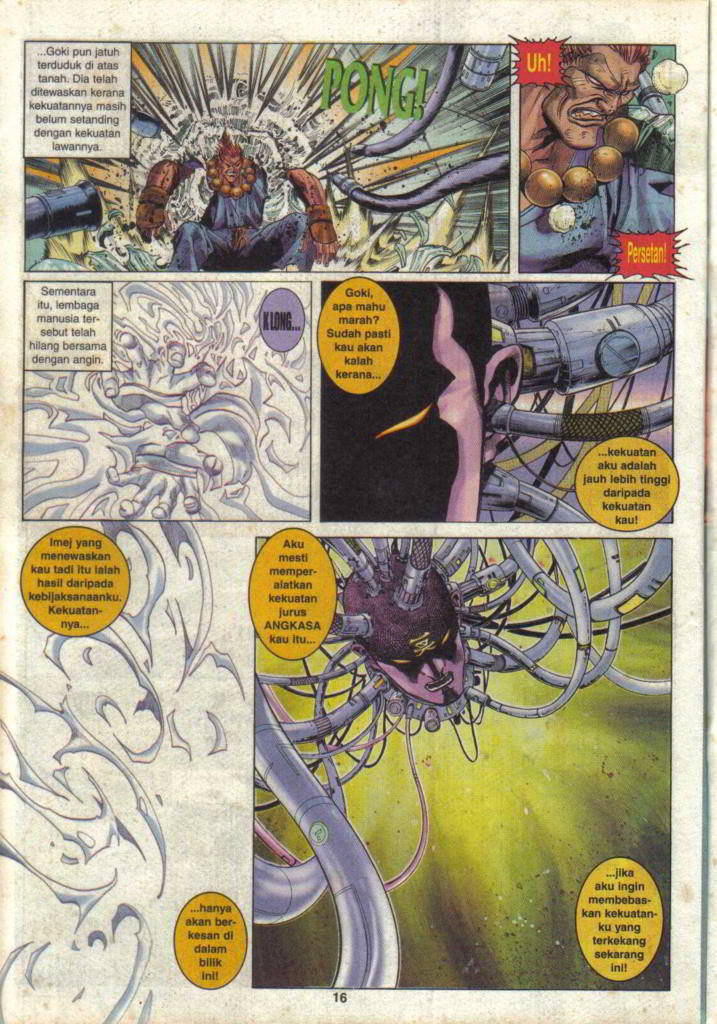 ...Goki pun jatuh
terduduk di atas
tanah. Dia telah
ditewaskan kerana
kekuatannya masih
belum setanding
dengan kekuatan
lawannya.
PONG!
Uh!
Persetan!
Sementara
itu, lembaga
manusia ter-
sebut telah
hilang bersama
dengan angin.
KLONG...
Goki,
apa mahu
marah?
Sudah pasti
kau akan
kalah
kerana...
...kekuatan
aku adalah
jauh lebih tinggi
daripada
kekuatan
kau!
Imej yang
menewaskan
kau tadi itu ialah
hasil daripada
kebijaksanaanku.
Kekuatan-
nya...
...hanya
akan ber-
kesan di
dalam
bilik
ini!
Aku
mesti
memper-
alatkan
kekuatan
jurus
ANGKASA
kau itu...
...jika
aku ingin
membebas-
kan kekuatan-
ku yang
terkekang
sekarang
ini!
16